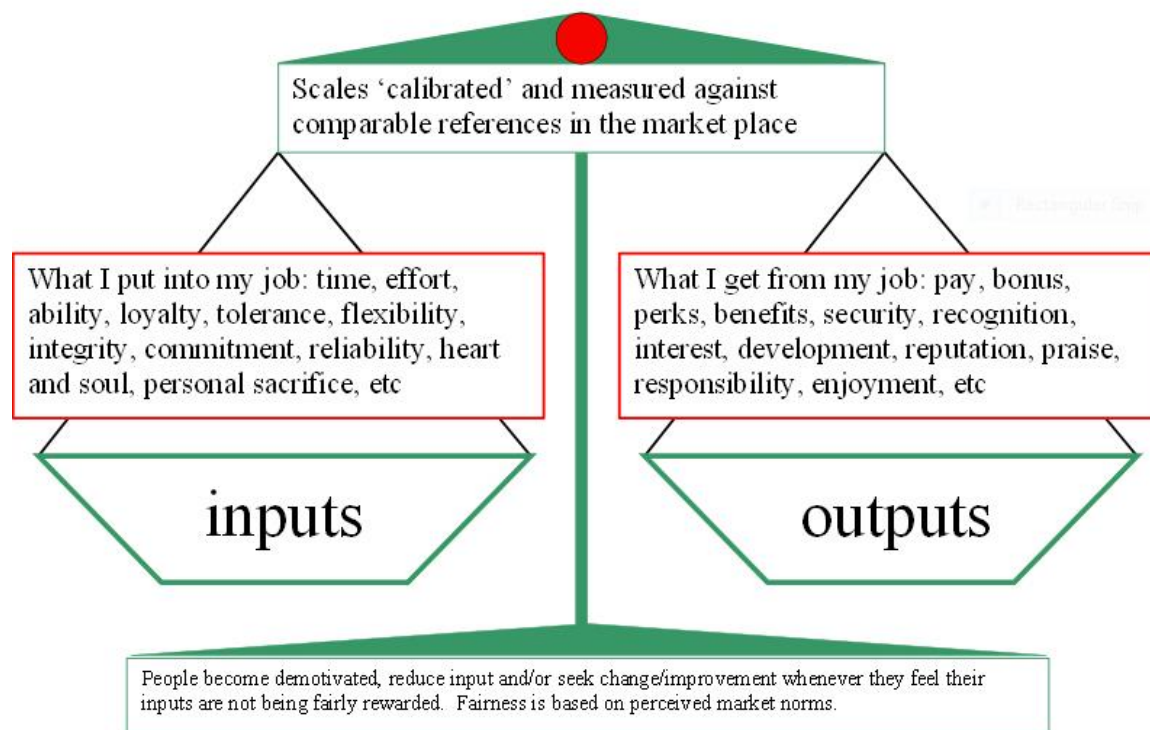 Scales ‘calibrated’ and measured against
comparable references in the market place
What I put into my job: time, effort,
ability, loyalty, tolerance, flexibility,
integrity, commitment, reliability, heart
and soul, personal sacrifice, etc
What I get from my job: pay, bonus,
perks, benefits, security, recognition,
interest, development, reputation, praise,
responsibility, enjoyment, etc
inputs
outputs
People become demotivated, reduce input and/or seek change/improvement whenever they feel their
inputs are not being fairly rewarded.  Fairness is based on perceived market norms.